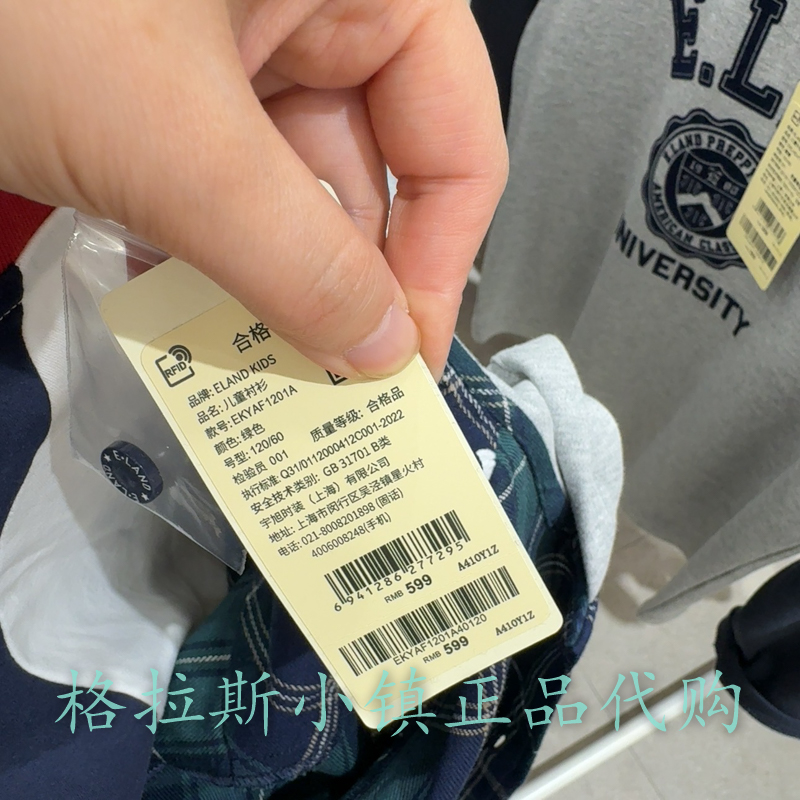 E.L
E.LAND PREPPY
AMERICAN CLASSIC
UNIVERSITY
合格
RFID
品牌: ELAND KIDS
品名: 儿童衬衫
款号: EKYAF1201A
颜色: 绿色
号型: 120/60 质量等级: 合格品
检验员 001
执行标准: Q31/0112000412C001-2022
安全技术类别: GB 31701 B类
宇旭时装（上海）有限公司
地址: 上海市闵行区吴泾镇星火村
电话: 021-8008201898 (固话)
4006008248(手机)
6941286277295
RMB 599 A410Y1Z
EKYAF1201A40120
RMB 599 A410Y1Z
E·LAND
格拉斯小镇正品代购